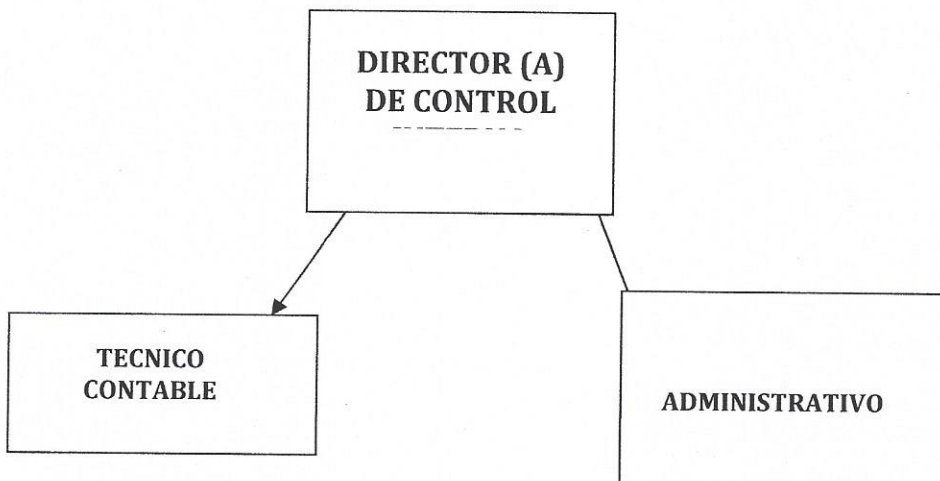 DIRECTOR (A)
DE CONTROL
TECNICO
CONTABLE
ADMINISTRATIVO